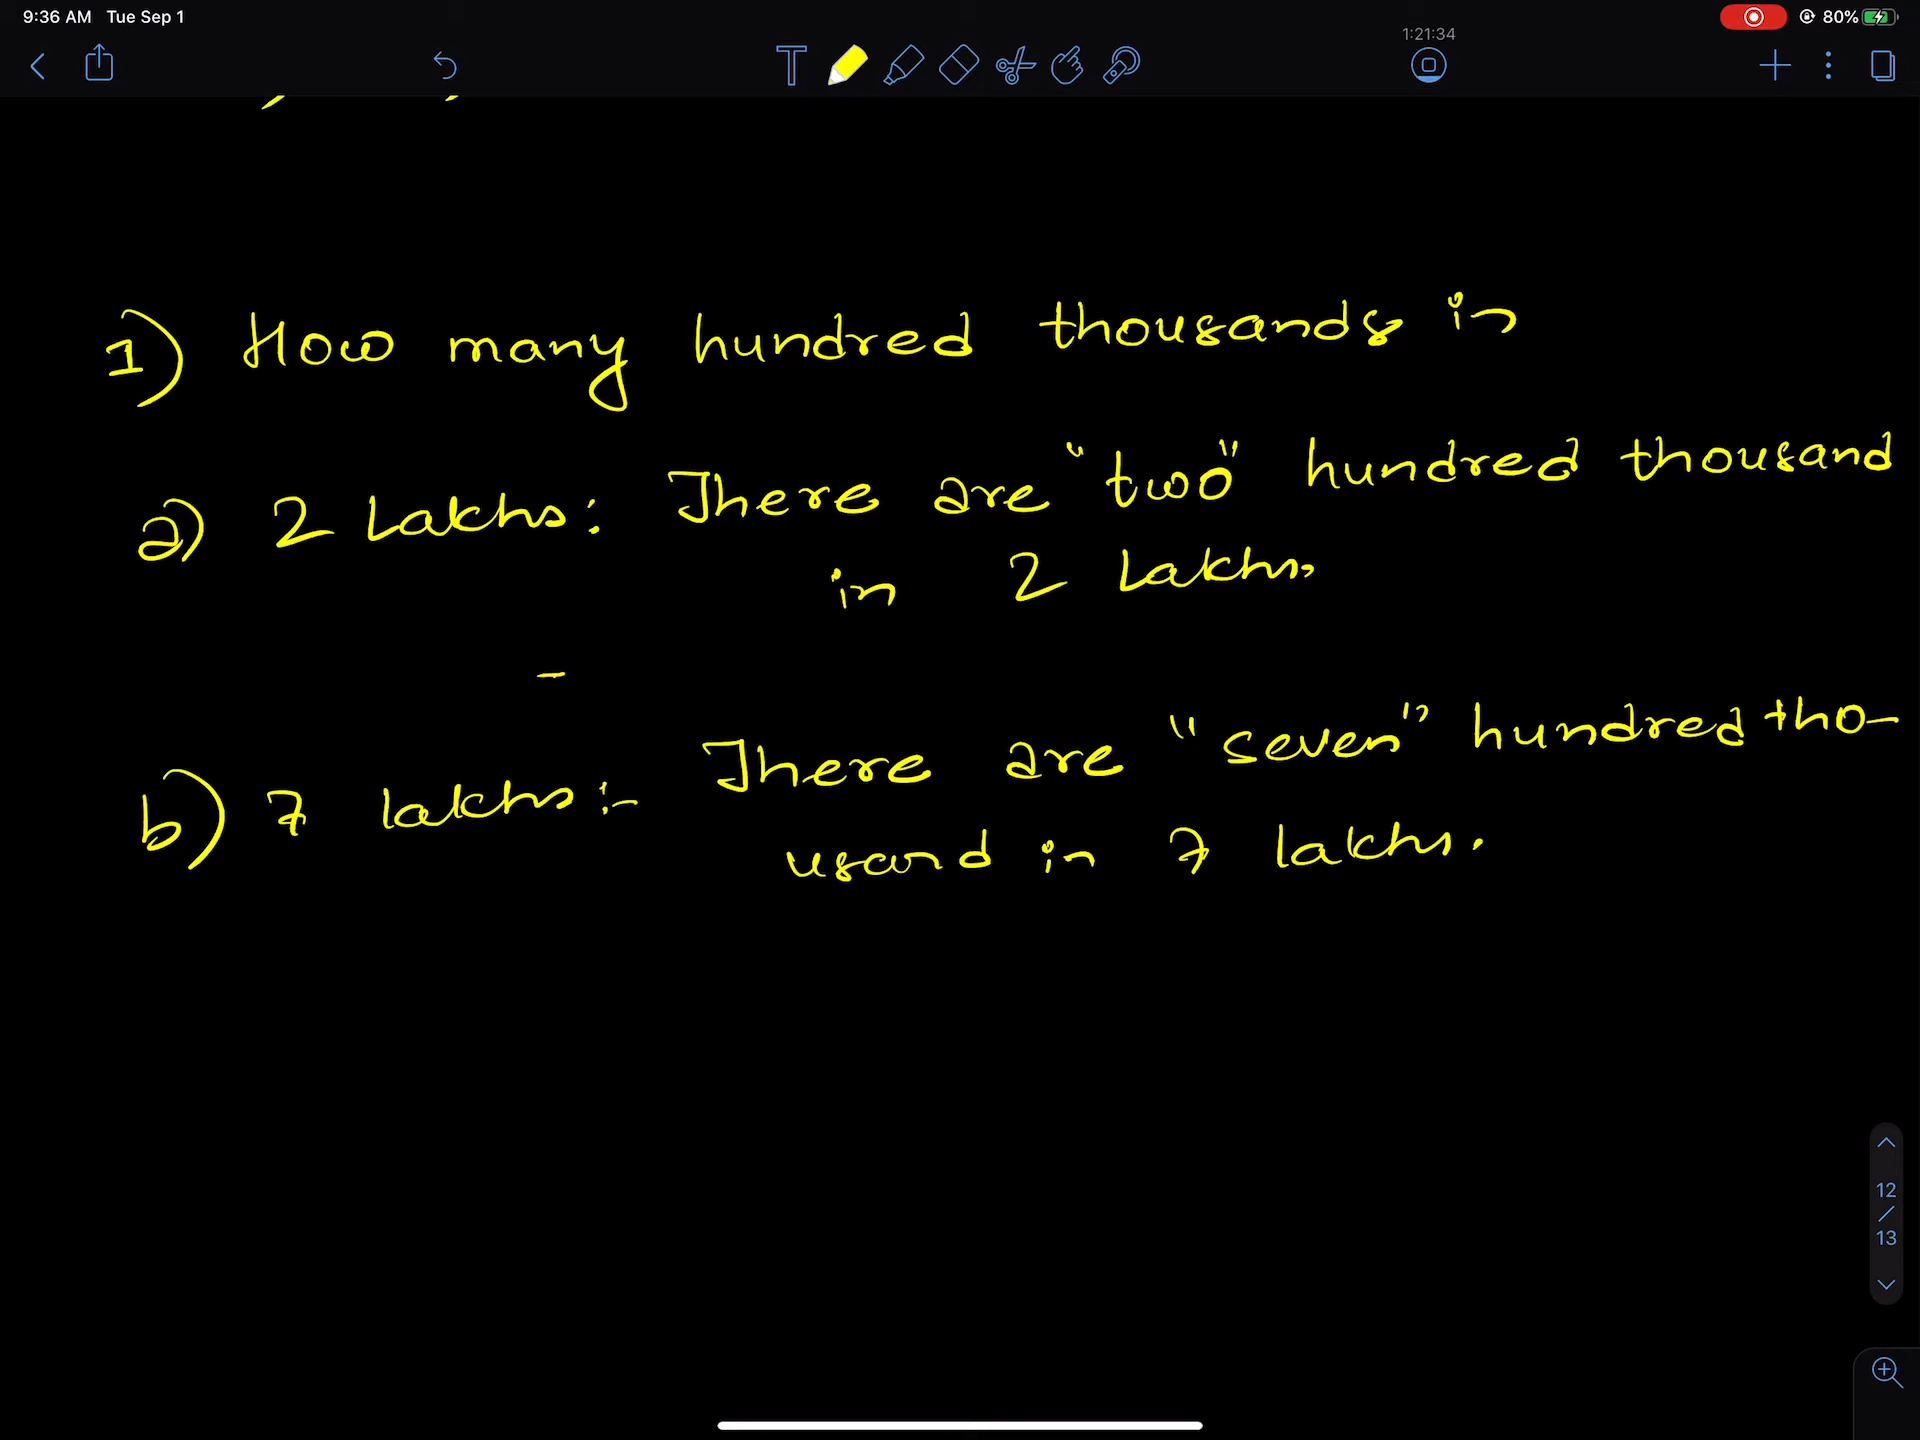 9:36 AM Tue Sep 1
80%
1:21:34
1) How many hundred thousands in
a) 2 Lakhs: There are "two" hundred thousand
in 2 Lakhs.
b) 7 lakhs:- There are "seven" hundred tho-
usand in 7 lakhs.
12
/
13